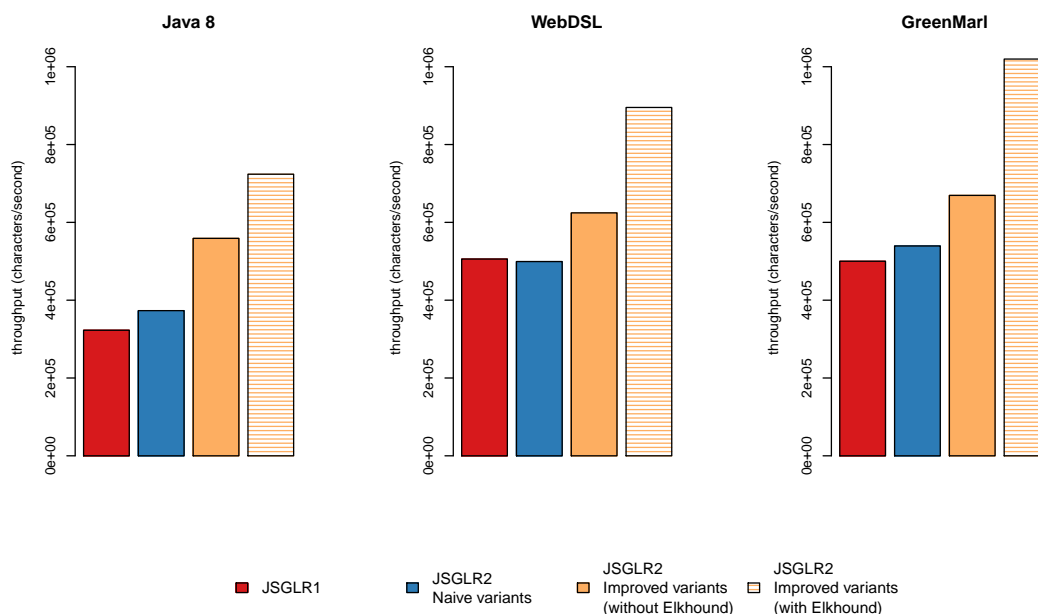 Java 8
WebDSL
GreenMarl
throughput (characters/second)
0e+00
2e+05
4e+05
6e+05
8e+05
1e+06
throughput (characters/second)
0e+00
2e+05
4e+05
6e+05
8e+05
1e+06
throughput (characters/second)
0e+00
2e+05
4e+05
6e+05
8e+05
1e+06
JSGLR1
JSGLR2
Naive variants
JSGLR2
Improved variants
(without Elkhound)
JSGLR2
Improved variants
(with Elkhound)